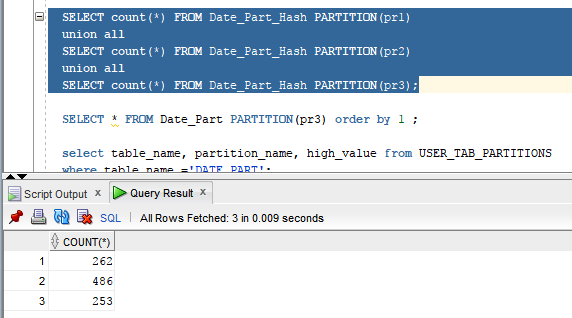 SELECT count(*) FROM Date_Part_Hash PARTITION(pr1)
union all
SELECT count(*) FROM Date_Part_Hash PARTITION(pr2)
union all
SELECT count(*) FROM Date_Part_Hash PARTITION(pr3);
SELECT * FROM Date_Part PARTITION(pr3) order by 1 ;
select table_name, partition_name, high_value from USER_TAB_PARTITIONS
where table_name ='DATE_PART';
Script Output x Query Result x
SQL | All Rows Fetched: 3 in 0.009 seconds
COUNT(*)
1 262
2 486
3 253